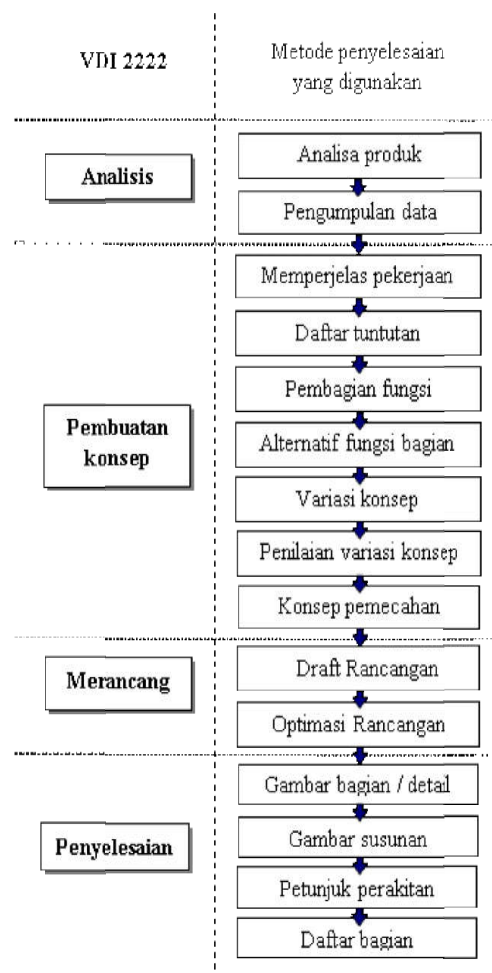 VDI 2222
Metode penyelesaian
yang digunakan
Analisis
Analisa produk
Pengumpulan data
Pembuatan
konsep
Memperjelas pekerjaan
Daftar tuntutan
Pembagian fungsi
Alternatif fungsi bagian
Variasi konsep
Penilaian variasi konsep
Konsep pemecahan
Merancang
Draft Rancangan
Optimasi Rancangan
Penyelesaian
Gambar bagian / detail
Gambar susunan
Petunjuk perakitan
Daftar bagian